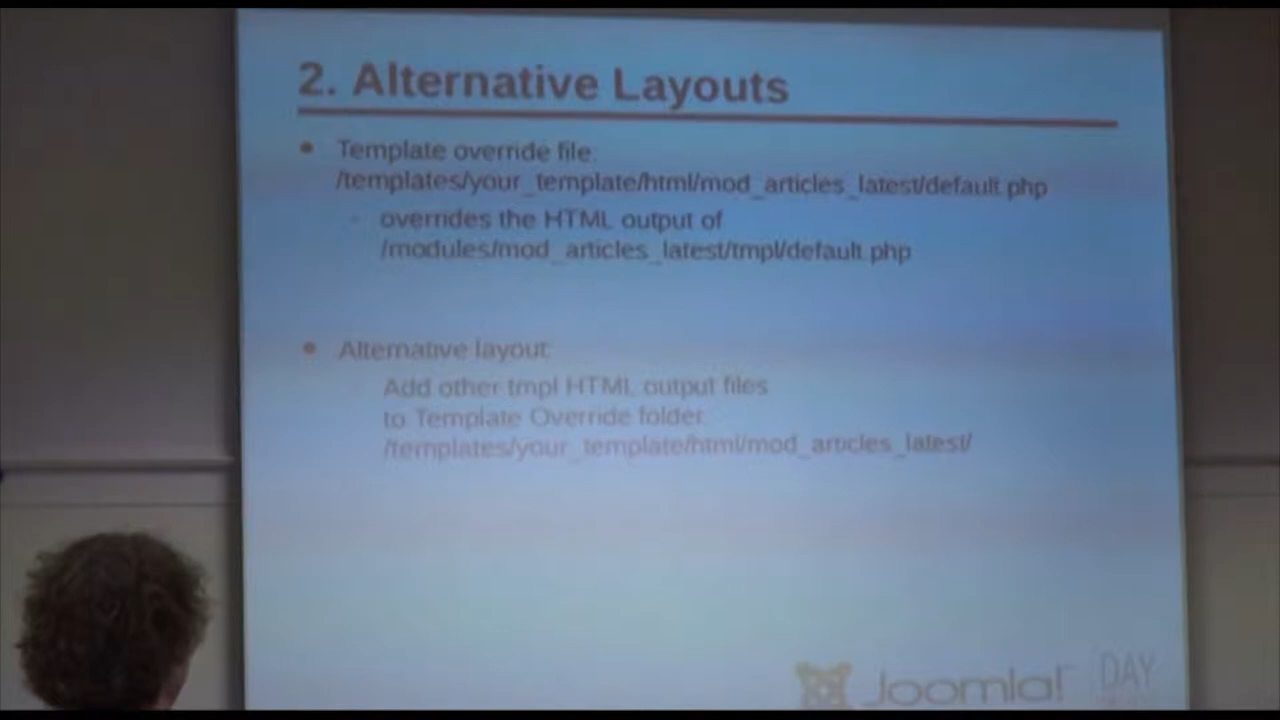 2. Alternative Layouts
Template override file:
/templates/your_template/html/mod_articles_latest/default.php
overrides the HTML output of
/modules/mod_articles_latest/tmpl/default.php
Alternative layout:
Add other tmpl HTML output files
to Template Override folder:
/templates/your_template/html/mod_articles_latest/
Joomla! DAY